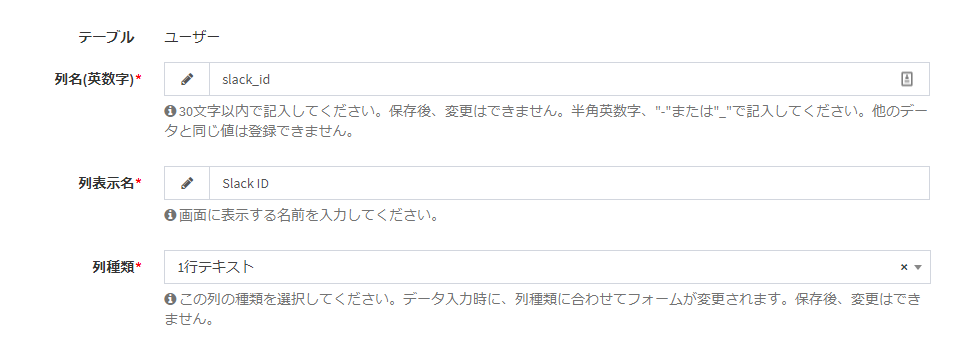 テーブル ユーザー
列名(英数字)* slack_id
30文字以内で記入してください。保存後、変更はできません。半角英数字、"-"または"_"で記入してください。他のデー
タと同じ値は登録できません。
列表示名* Slack ID
画面に表示する名前を入力してください。
列種類* 1行テキスト × 
この列の種類を選択してください。データ入力時に、列種類に合わせてフォームが変更されます。保存後、変更はでき
ません。